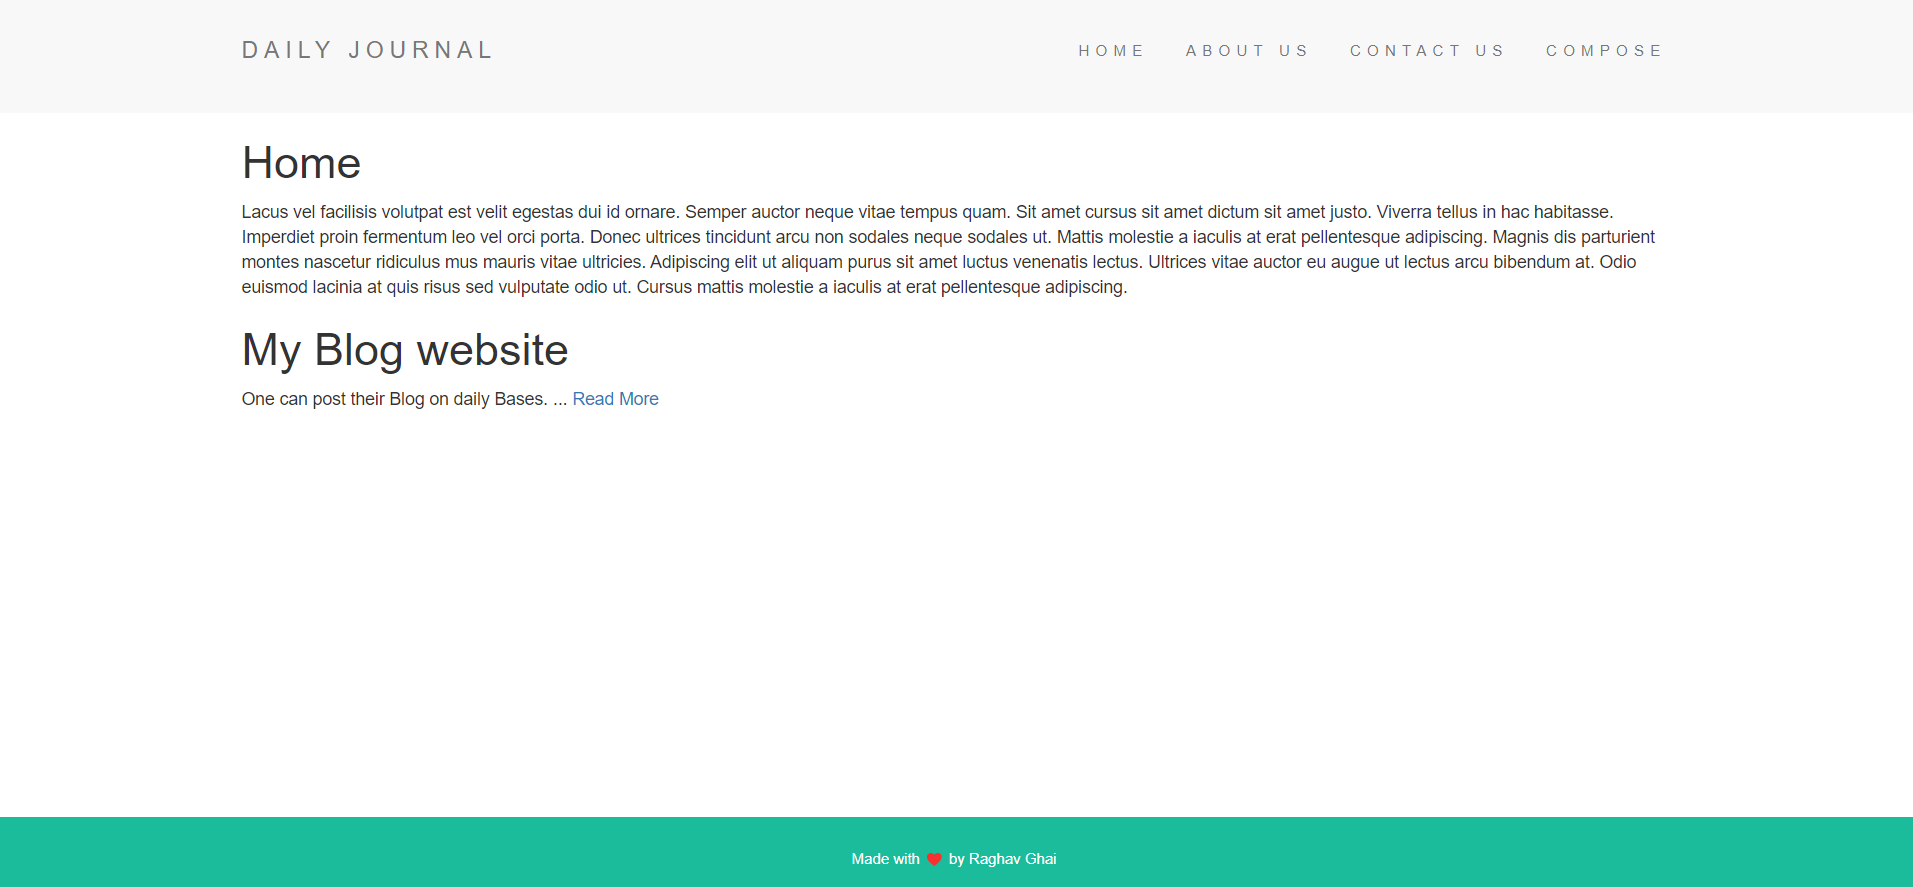 DAILY JOURNAL
HOME ABOUT US CONTACT US COMPOSE
Home
Lacus vel facilisis volutpat est velit egestas dui id ornare. Semper auctor neque vitae tempus quam. Sit amet cursus sit amet dictum sit amet justo. Viverra tellus in hac habitasse.
Imperdiet proin fermentum leo vel orci porta. Donec ultrices tincidunt arcu non sodales neque sodales ut. Mattis molestie a iaculis at erat pellentesque adipiscing. Magnis dis parturient
montes nascetur ridiculus mus mauris vitae ultricies. Adipiscing elit ut aliquam purus sit amet luctus venenatis lectus. Ultrices vitae auctor eu augue ut lectus arcu bibendum at. Odio
euismod lacinia at quis risus sed vulputate odio ut. Cursus mattis molestie a iaculis at erat pellentesque adipiscing.
My Blog website
One can post their Blog on daily Bases. ... Read More
Made with ❤ by Raghav Ghai